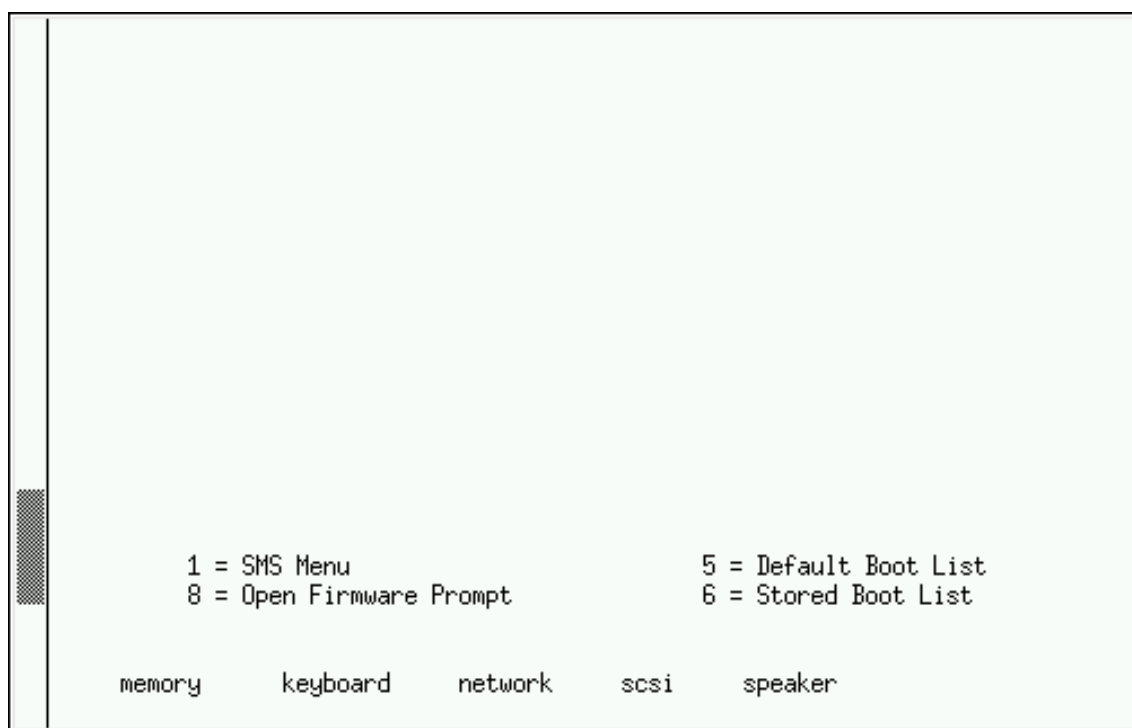 1 = SMS Menu 5 = Default Boot List
8 = Open Firmware Prompt 6 = Stored Boot List
memory keyboard network scsi speaker